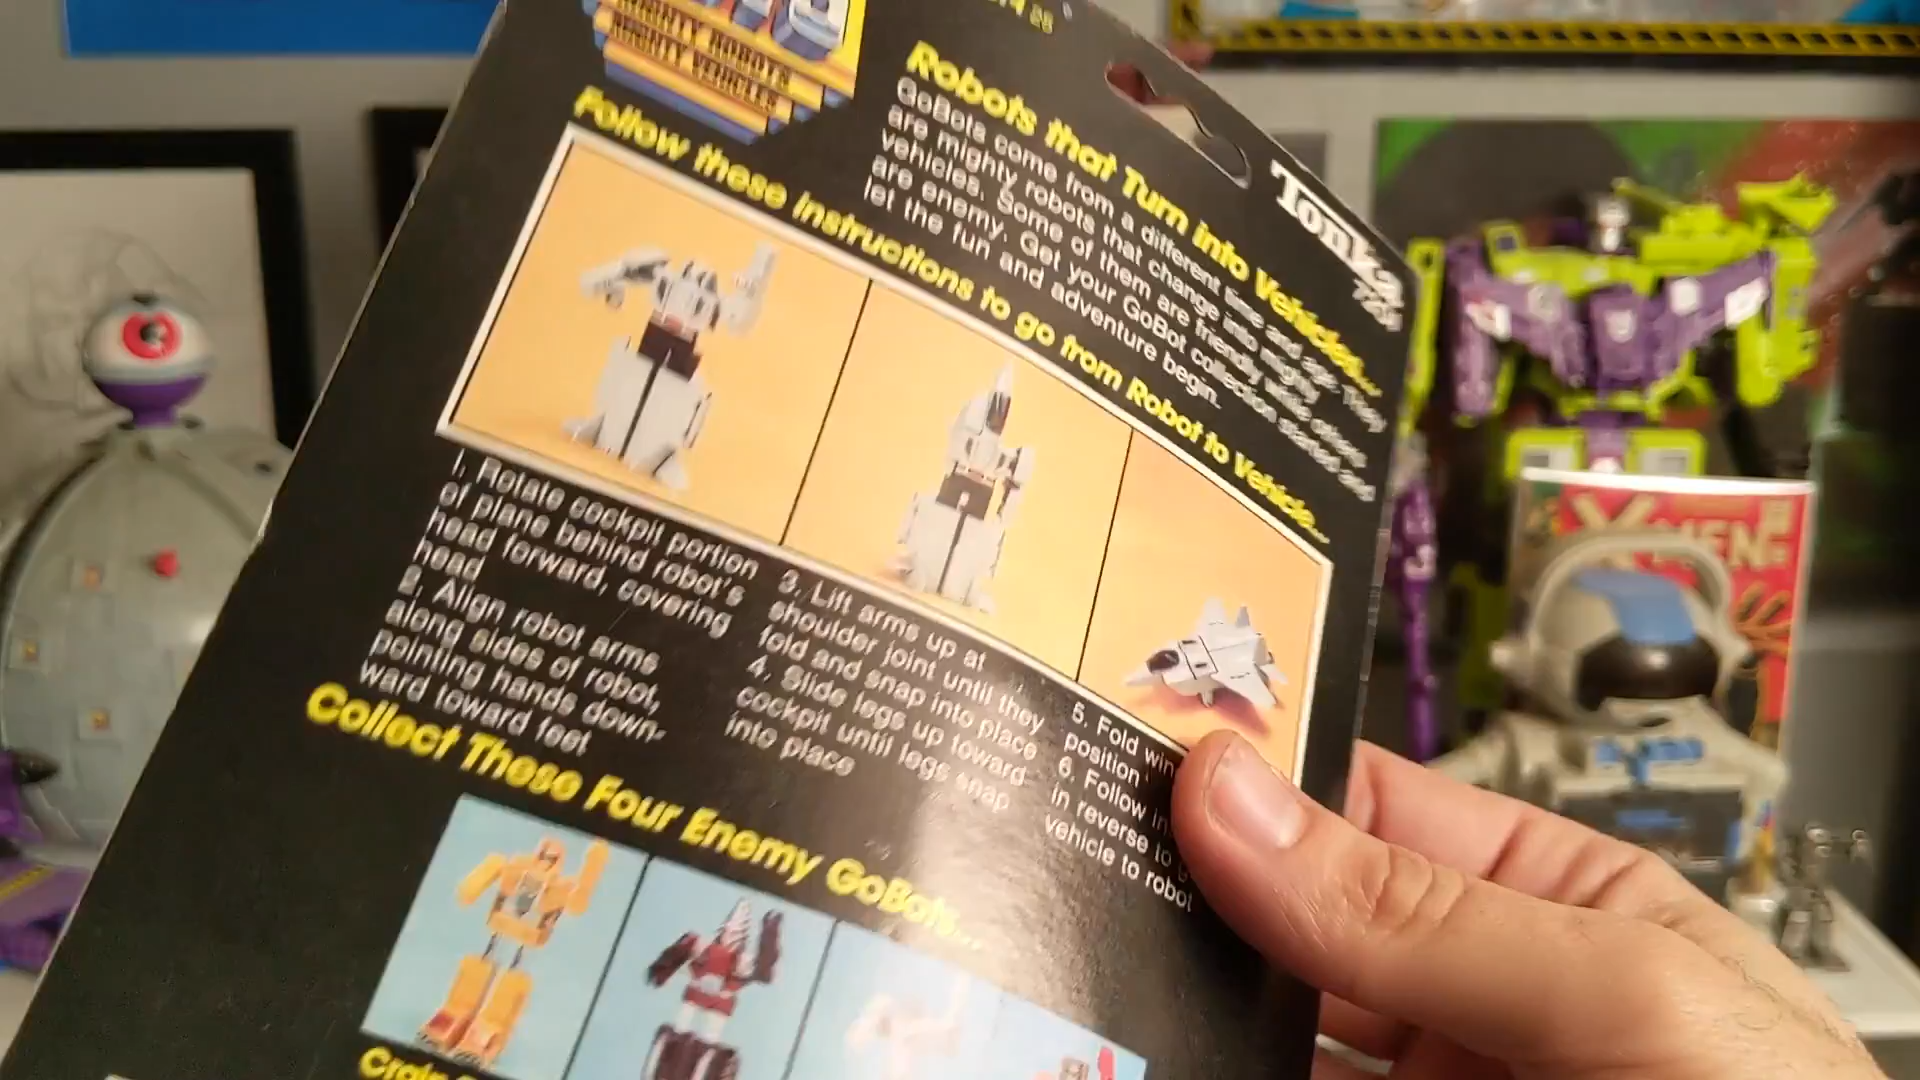 MIGHTY ROBOTS
MIGHTY VEHICLES
Robots that Turn into Vehicles...
GoBots come from a different time and age. They
are mighty robots that change into mighty
vehicles. Some of them are friendly while others
are enemy. Get your GoBot collection started and
let the fun and adventure begin.
Tonka
Toys
Follow these instructions to go from Robot to Vehicle...
1. Rotate cockpit portion
of plane behind robot's
head forward, covering
head
2. Align robot arms
along sides of robot,
pointing hands down-
ward toward feet
3. Lift arms up at
shoulder joint until they
fold and snap into place
4. Slide legs up toward
cockpit until legs snap
into place
5. Fold
position
6. Follow
in reverse to
vehicle to robot
Collect These Four Enemy GoBots...
X-MEN